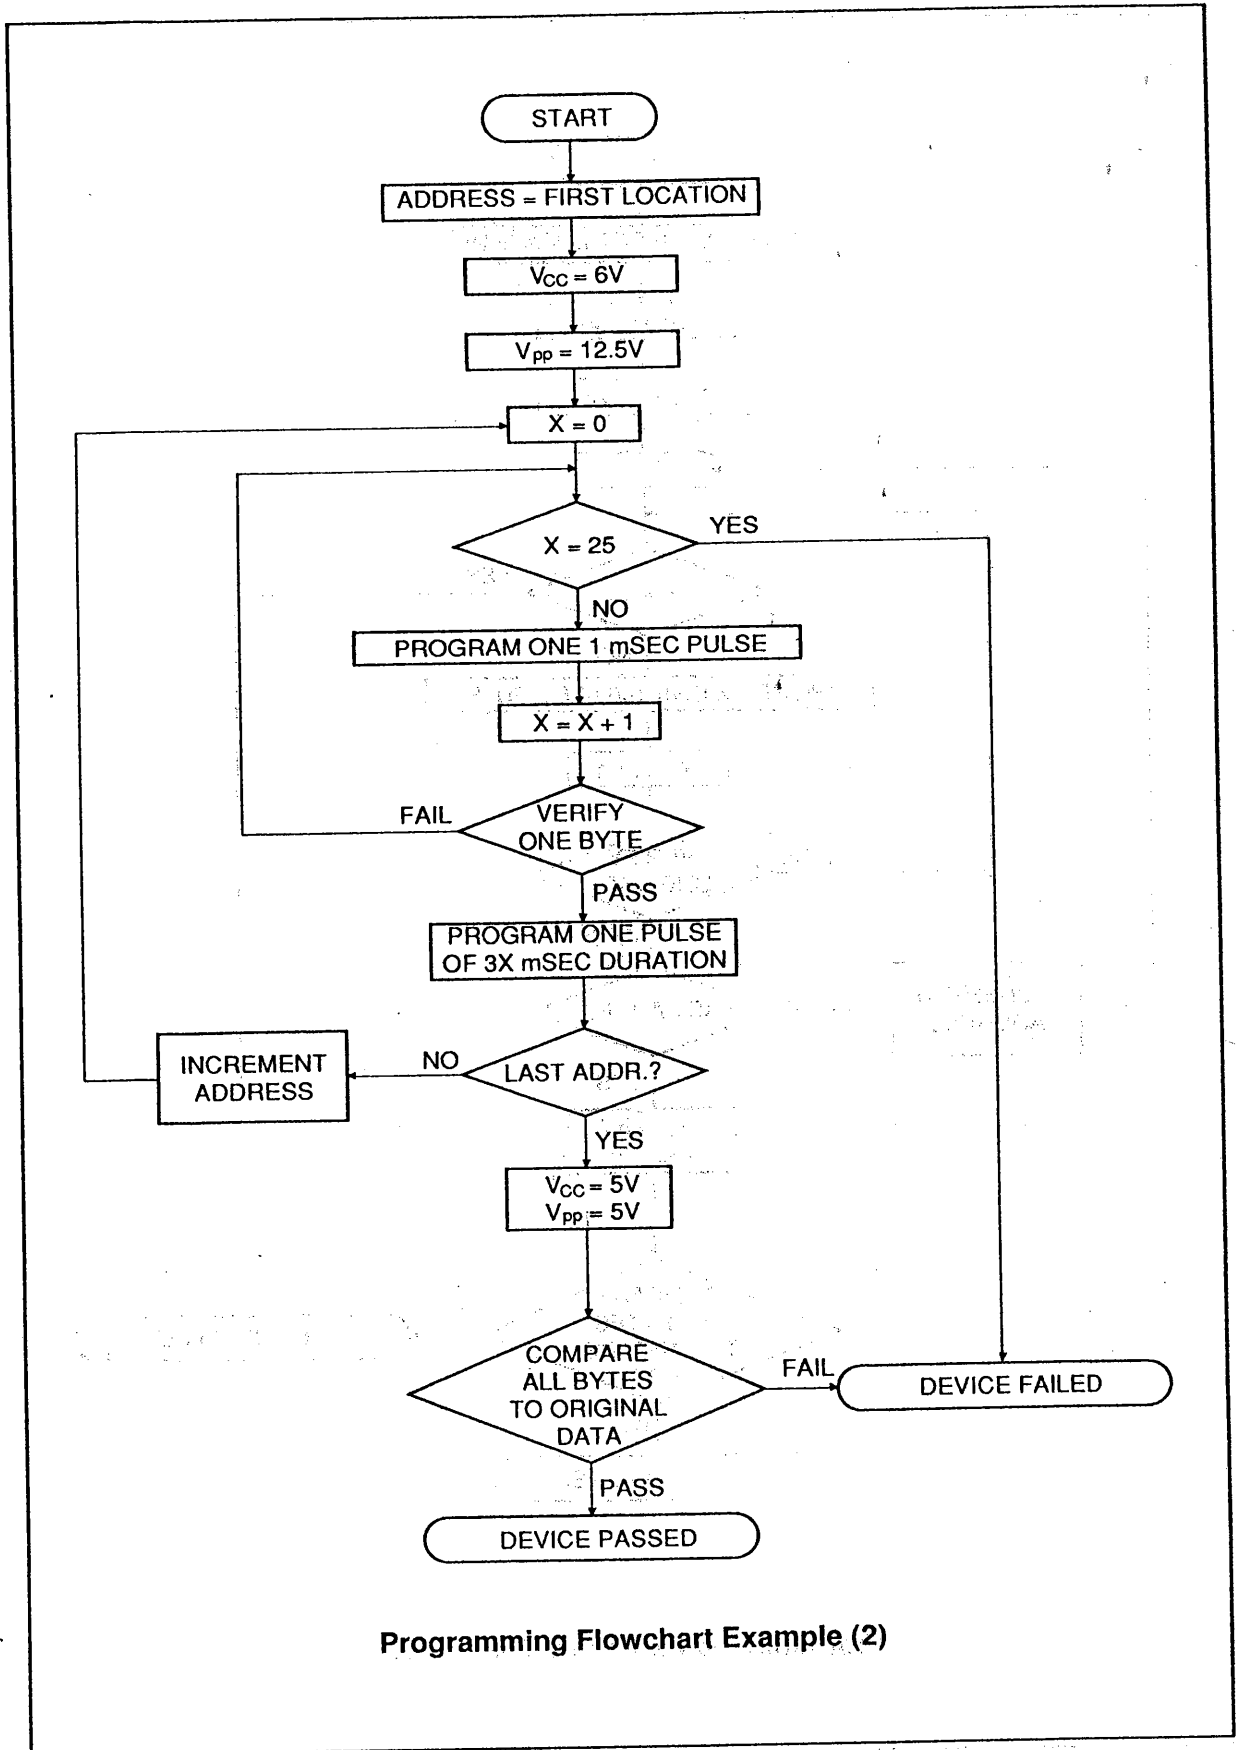 START
ADDRESS = FIRST LOCATION
VCC = 6V
Vpp = 12.5V
X = 0
X = 25
YES
NO
PROGRAM ONE 1 mSEC PULSE
X = X + 1
VERIFY
ONE BYTE
FAIL
PASS
PROGRAM ONE PULSE
OF 3X mSEC DURATION
LAST ADDR.?
NO
INCREMENT
ADDRESS
YES
VCC = 5V
Vpp = 5V
COMPARE
ALL BYTES
TO ORIGINAL
DATA
FAIL
DEVICE FAILED
PASS
DEVICE PASSED
Programming Flowchart Example (2)